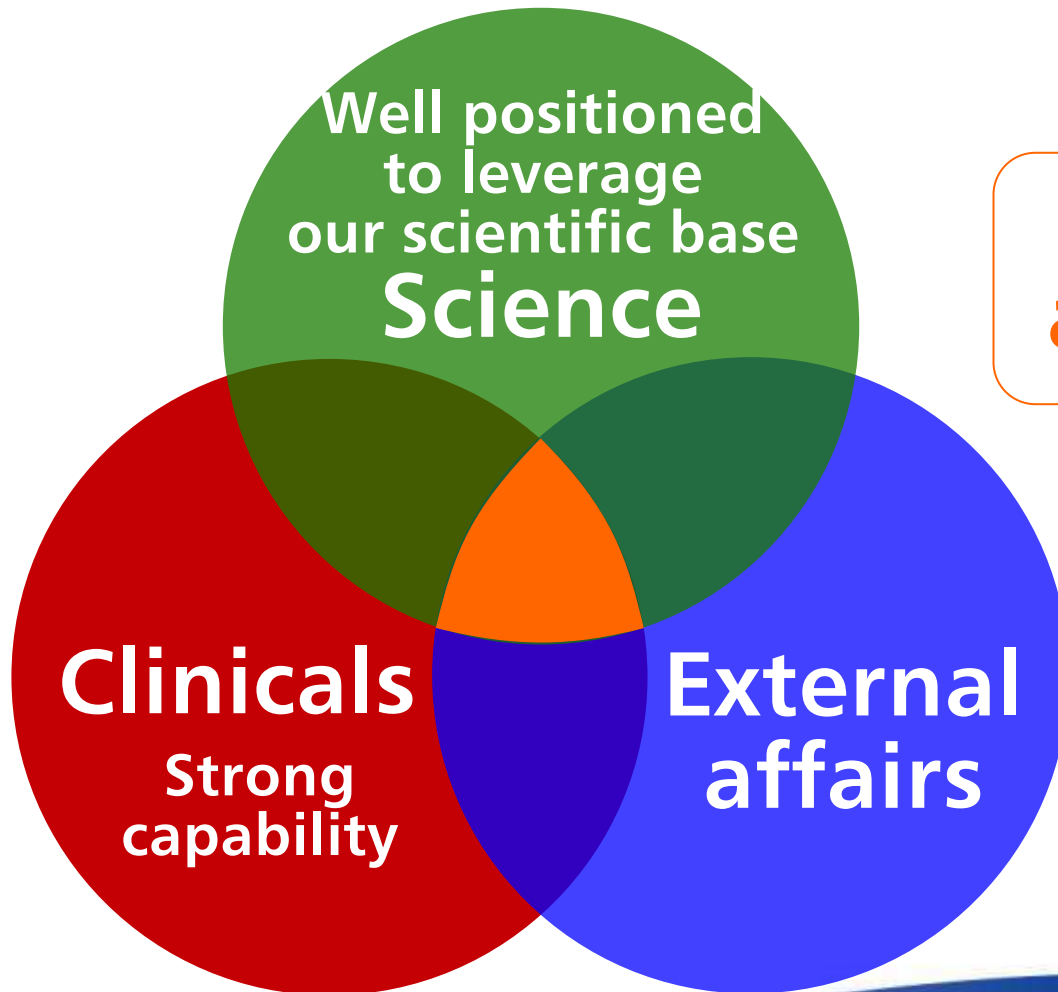 Well positioned
to leverage
our scientific base
Science
Clinicals
Strong
capability
External
affairs